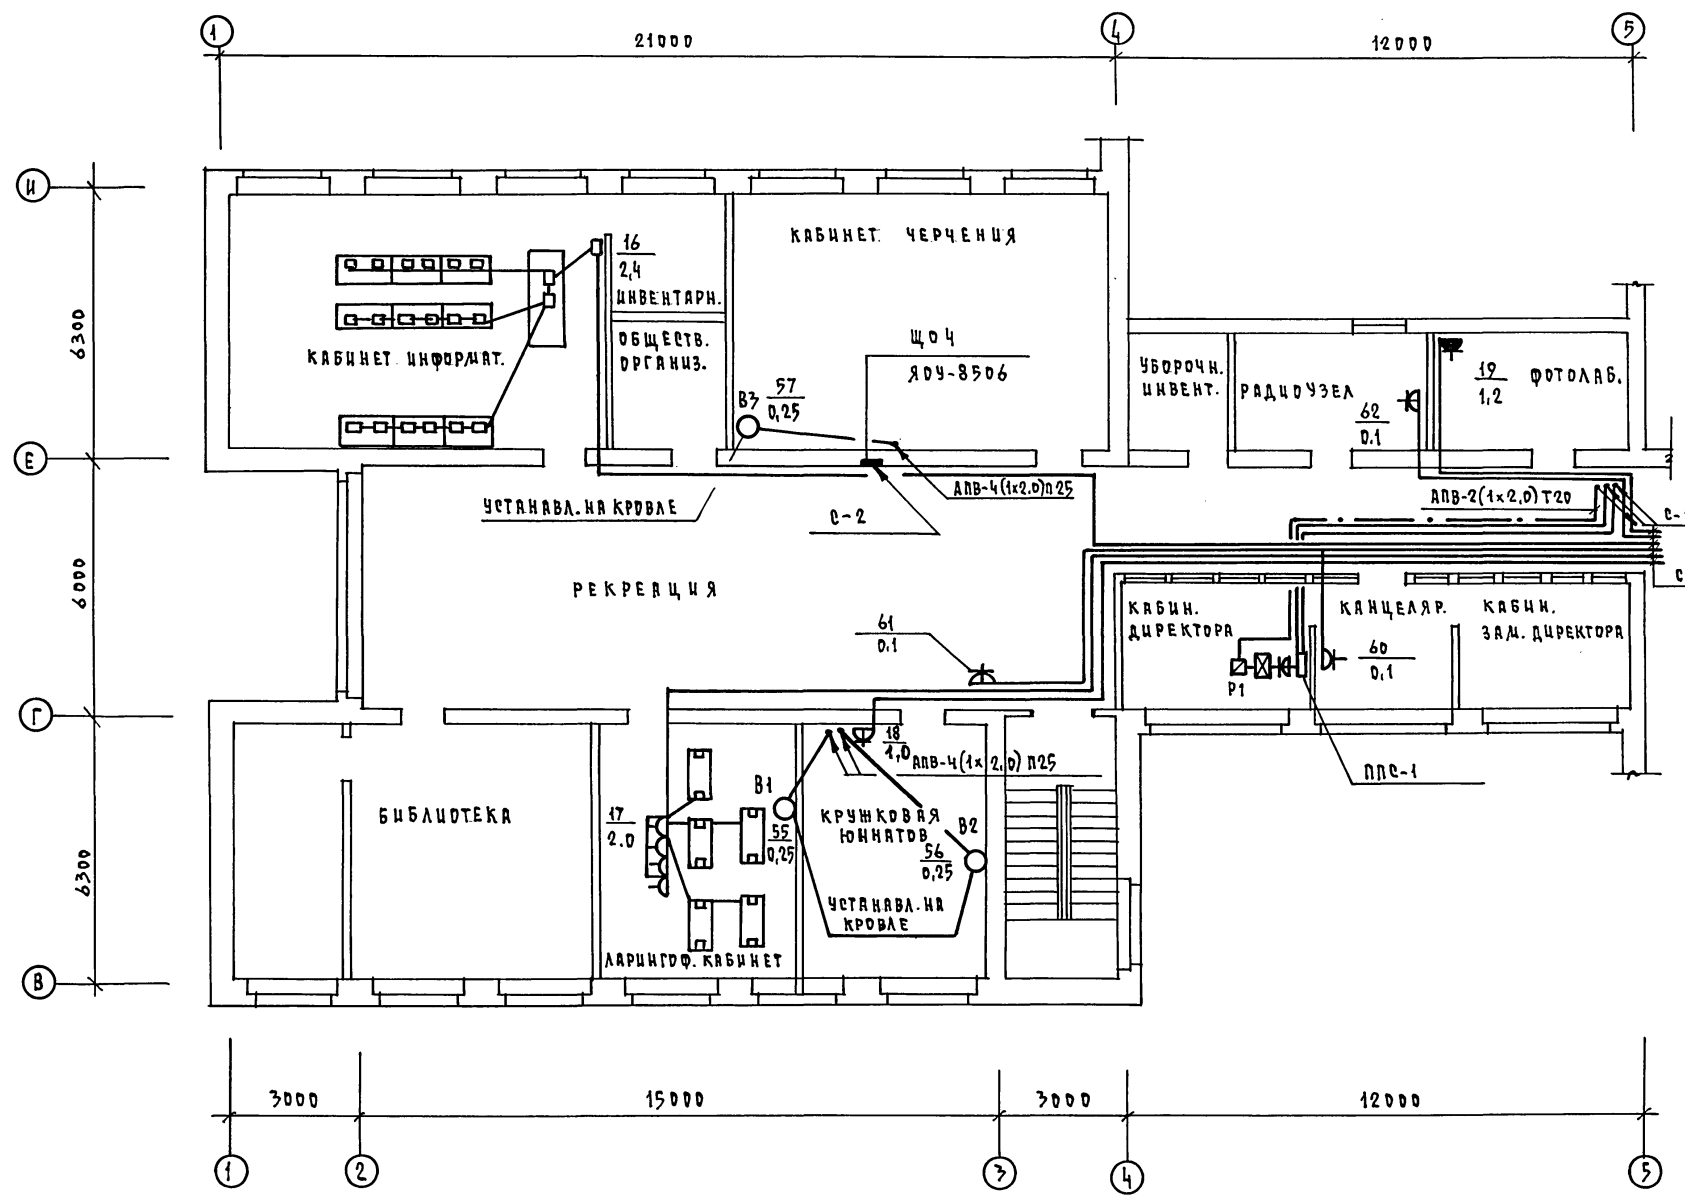 1
4
5
21000
12000
И
КАБИНЕТ ЧЕРЧЕНИЯ
16
2,4
ИНВЕНТАРН.
6300
КАБИНЕТ ИНФОРМАТ.
ОБЩЕСТВ.
ОРГАНИЗ.
ЩО4
ЯОУ-8506
В3
57
0,25
УБОРОЧН.
ИНВЕНТ.
РАДИОУЗЕЛ
62
0.1
19
1,2
ФОТОЛАБ.
Е
УСТАНАВЛ. НА КРОВЛЕ
АПВ-4(1х2.0)П25
С-2
АПВ-2(1х2,0)Т20
С-
С
6000
РЕКРЕАЦИЯ
61
0.1
КАБИН.
ДИРЕКТОРА
КАНЦЕЛЯР.
КАБИН.
ЗАМ. ДИРЕКТОРА
60
0,1
Р1
Г
18
1,0
АПВ-4(1х2,0)П25
ППС-1
БИБЛИОТЕКА
В1
17
2.0
55
0,25
КРУЖКОВАЯ
ЮННАТОВ
В2
56
0,25
6300
УСТАНАВЛ. НА
КРОВЛЕ
ЛАРИНГОФ. КАБИНЕТ
В
3000
15000
3000
12000
1
2
3
4
5